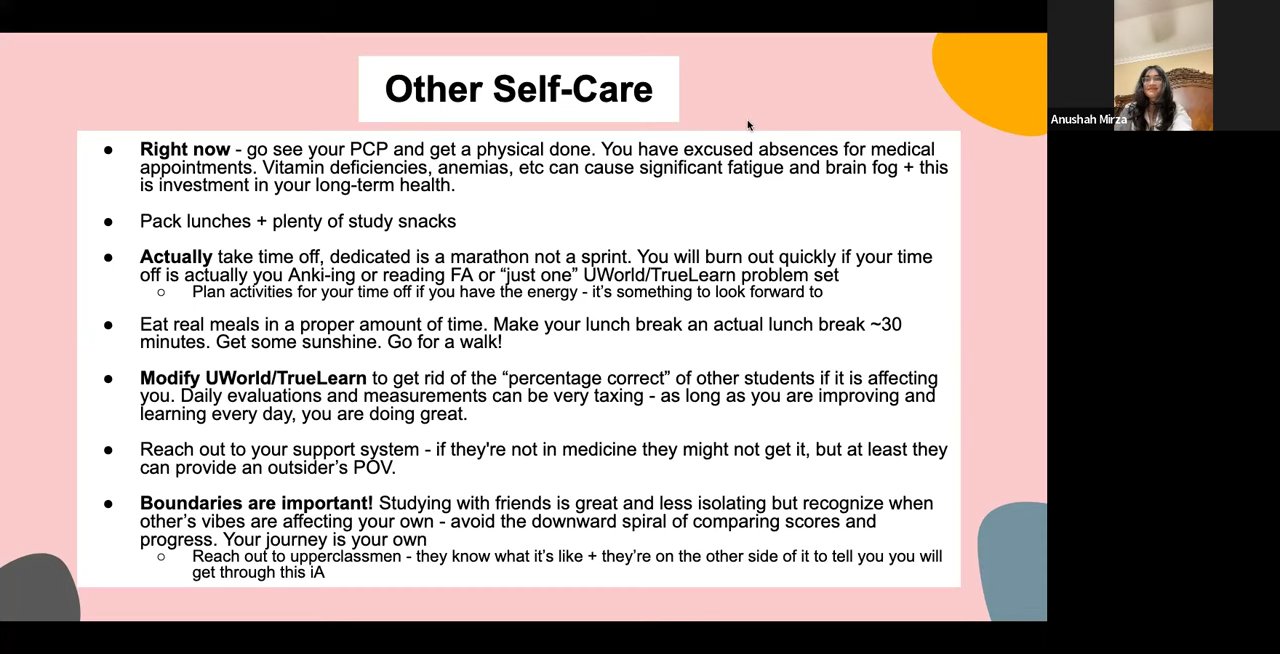 Other Self-Care
● Right now - go see your PCP and get a physical done. You have excused absences for medical
appointments. Vitamin deficiencies, anemias, etc can cause significant fatigue and brain fog + this
is investment in your long-term health.
● Pack lunches + plenty of study snacks
● Actually take time off, dedicated is a marathon not a sprint. You will burn out quickly if your time
off is actually you Anki-ing or reading FA or “just one” UWorld/TrueLearn problem set
○ Plan activities for your time off if you have the energy - it’s something to look forward to
● Eat real meals in a proper amount of time. Make your lunch break an actual lunch break ~30
minutes. Get some sunshine. Go for a walk!
● Modify UWorld/TrueLearn to get rid of the “percentage correct” of other students if it is affecting
you. Daily evaluations and measurements can be very taxing - as long as you are improving and
learning every day, you are doing great.
● Reach out to your support system - if they're not in medicine they might not get it, but at least they
can provide an outsider’s POV.
● Boundaries are important! Studying with friends is great and less isolating but recognize when
other’s vibes are affecting your own - avoid the downward spiral of comparing scores and
progress. Your journey is your own
○ Reach out to upperclassmen - they know what it’s like + they’re on the other side of it to tell you you will
get through this iA
Anushah Mirza